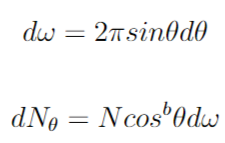 dω = 2πsinθdθ
dN_θ = Ncos^bθdω